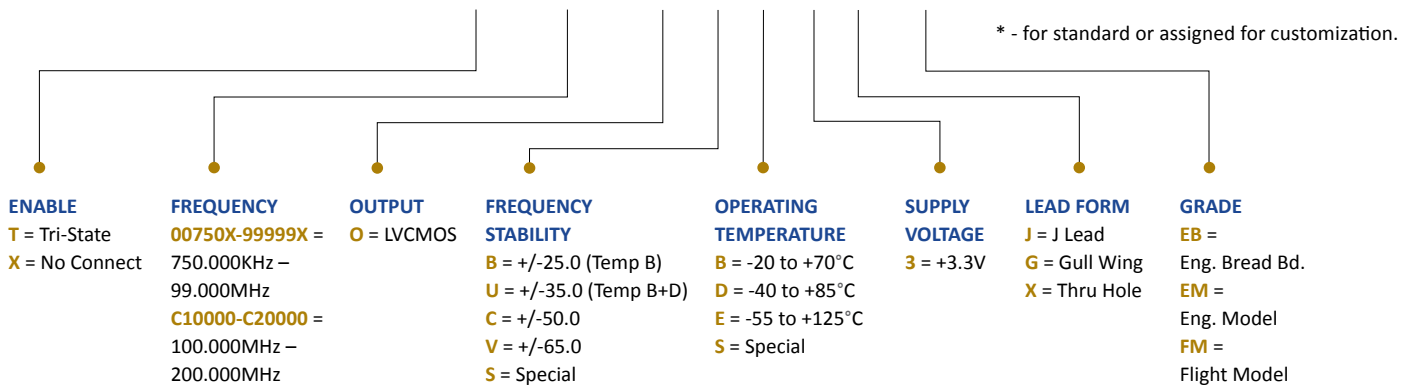 * - for standard or assigned for customization.
ENABLE
T = Tri-State
X = No Connect
FREQUENCY
00750X-99999X =
750.000KHz –
99.000MHz
C10000-C20000 =
100.000MHz –
200.000MHz
OUTPUT
O = LVCMOS
FREQUENCY
STABILITY
B = +/-25.0 (Temp B)
U = +/-35.0 (Temp B+D)
C = +/-50.0
V = +/-65.0
S = Special
OPERATING
TEMPERATURE
B = -20 to +70°C
D = -40 to +85°C
E = -55 to +125°C
S = Special
SUPPLY
VOLTAGE
3 = +3.3V
LEAD FORM
J = J Lead
G = Gull Wing
X = Thru Hole
GRADE
EB =
Eng. Bread Bd.
EM =
Eng. Model
FM =
Flight Model